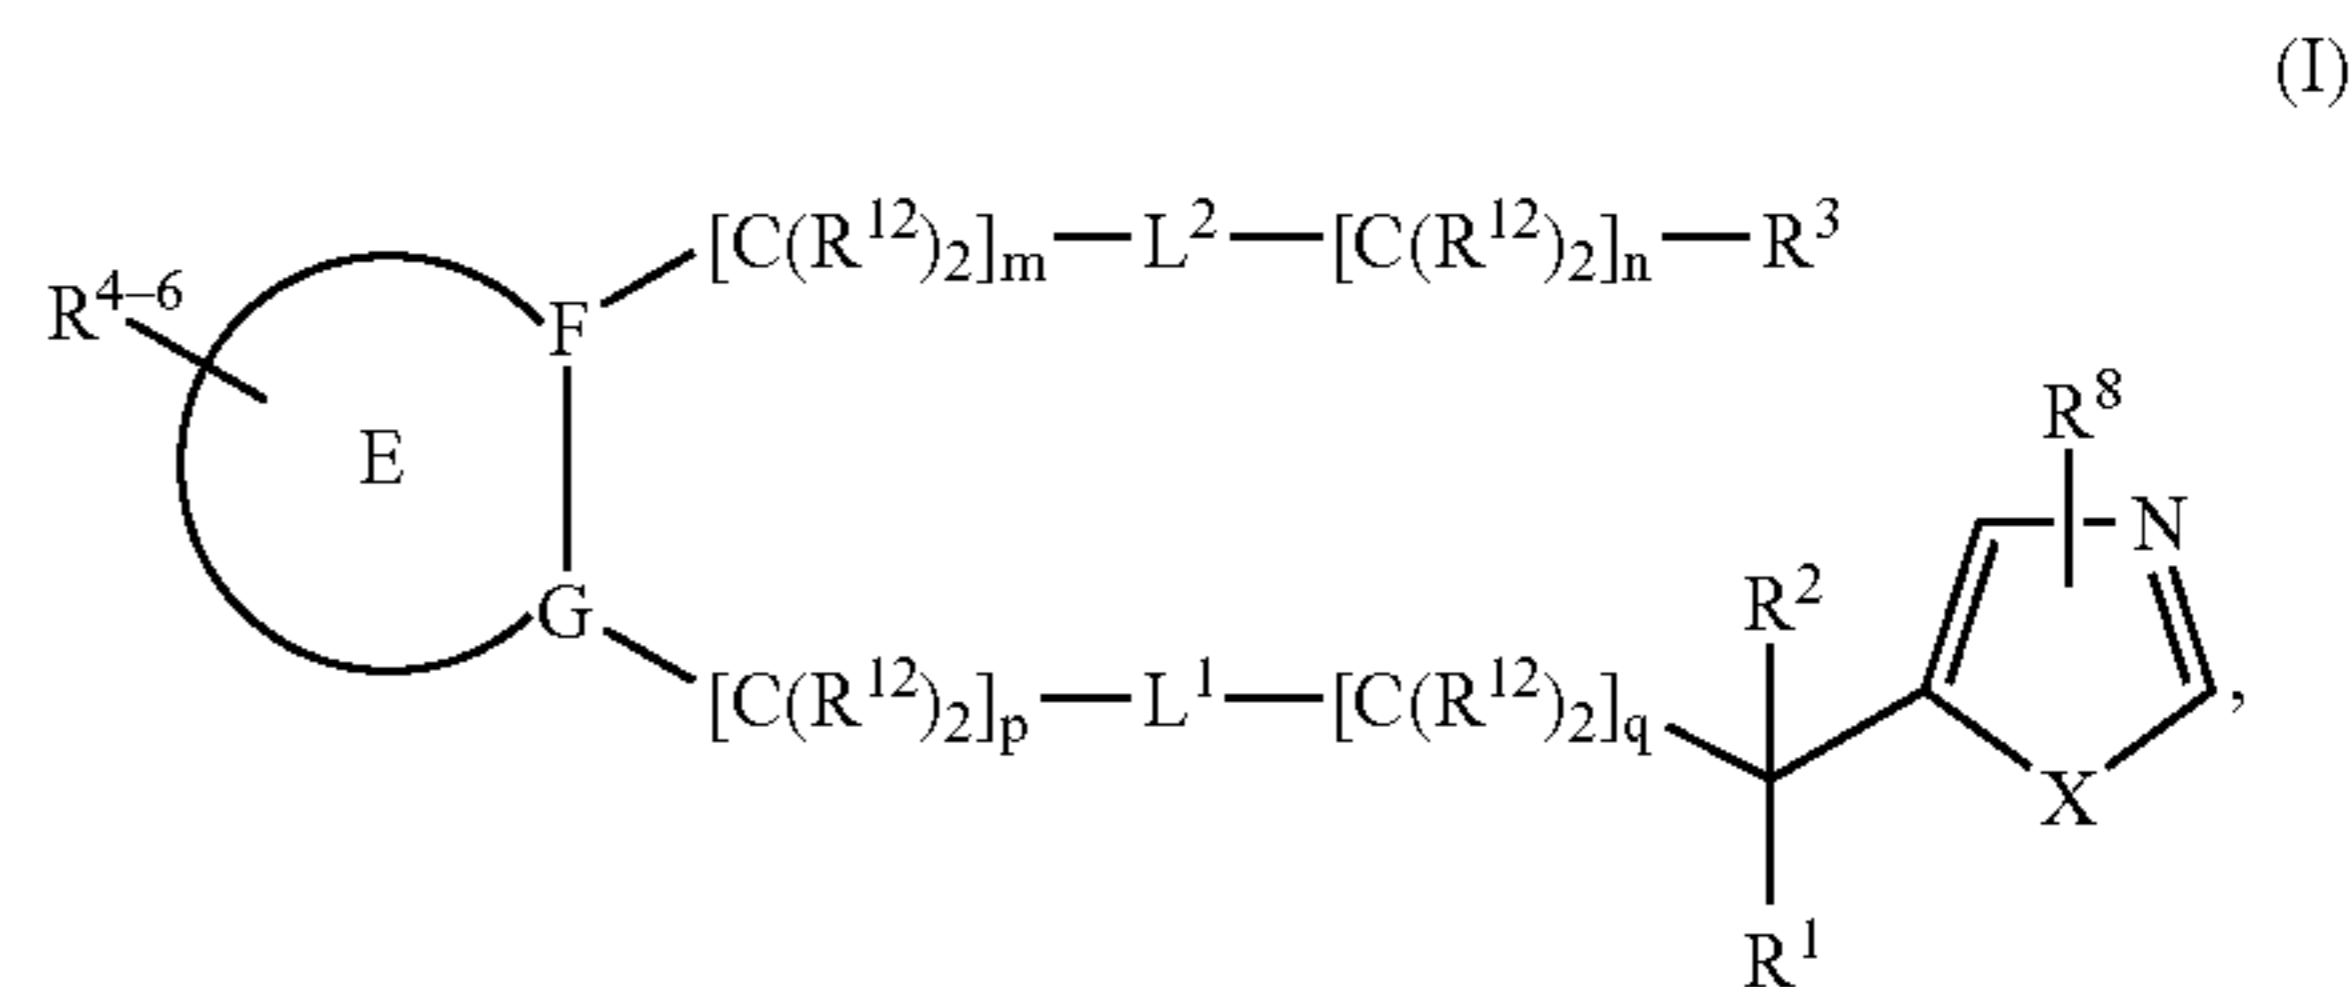 (I)
[C(R¹²)₂]ₘ—L²—[C(R¹²)₂]ₙ—R³
R⁴⁻⁶
F
R⁸
E
N
G
R²
[C(R¹²)₂]ₚ—L¹—[C(R¹²)₂]q
,
X
R¹